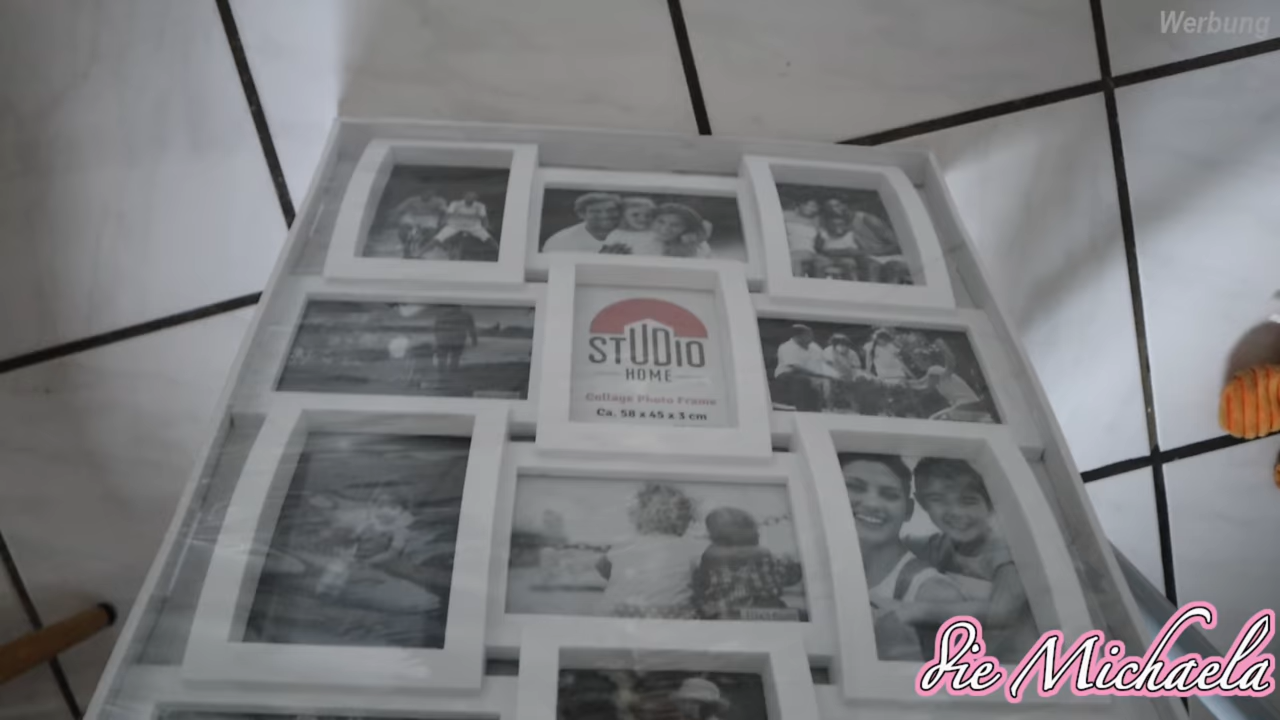 Werbung
STUDIO
HOME
Collage Photo Frame
Ca. 58 x 45 x 3 cm
Die Michaela